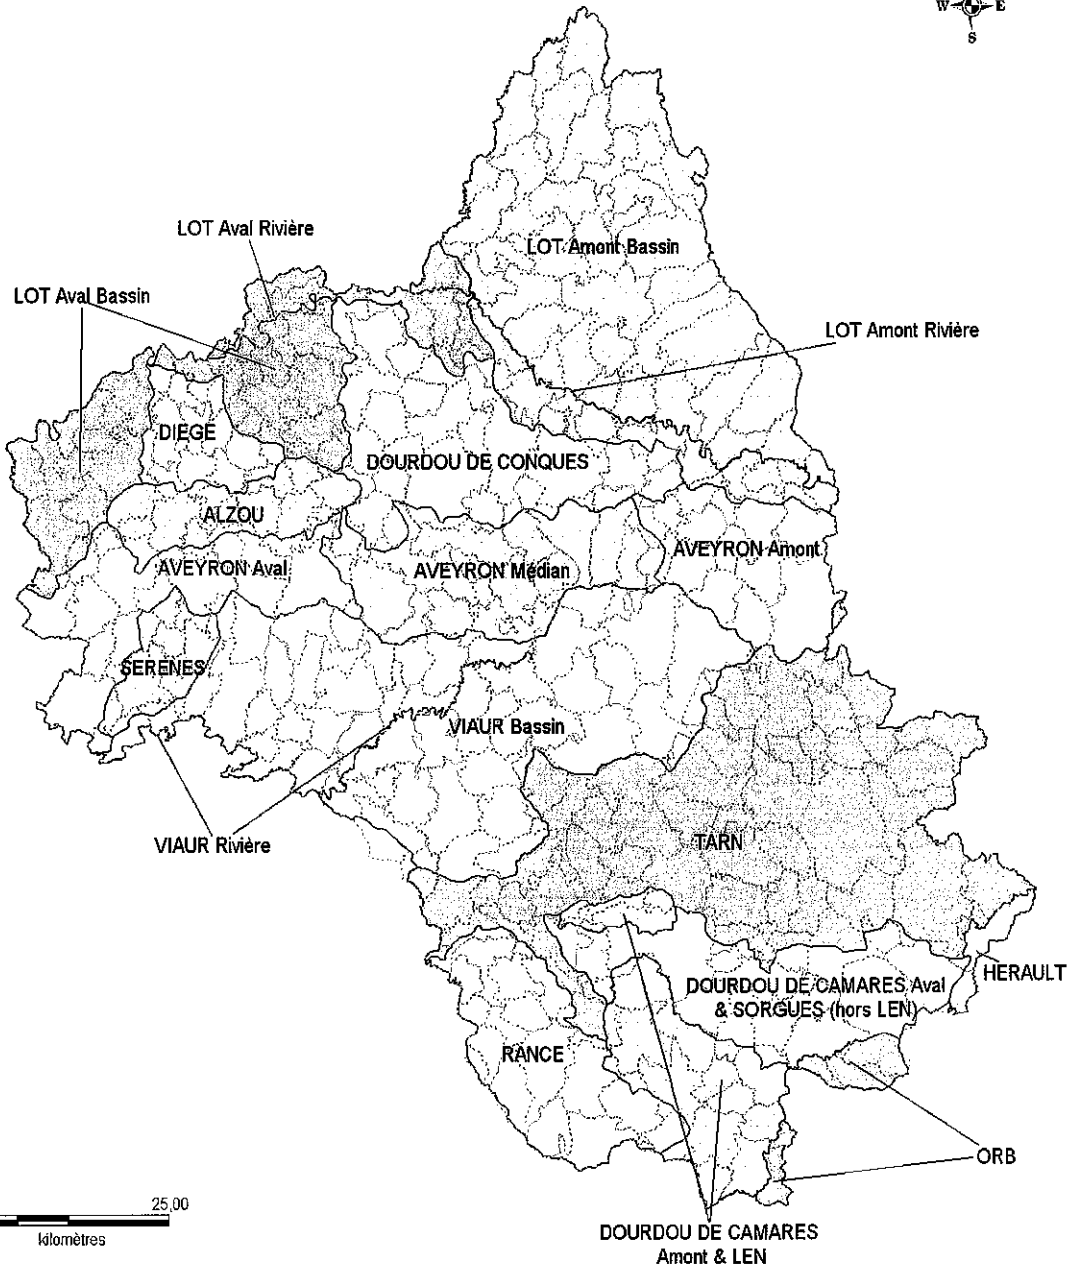 W E
S
LOT Aval Rivière
LOT Amont Bassin
LOT Aval Bassin
LOT Amont Rivière
DIEGE
DOURDOU DE CONQUES
ALZOU
AVEYRON Amont
AVEYRON Aval
AVEYRON Médian
SERENES
VIAUR Bassin
VIAUR Rivière
TARN
HERAULT
DOURDOU DE CAMARES Aval
& SORGUES (hors LEN)
RANCE
ORB
25,00
kilomètres
DOURDOU DE CAMARES
Amont & LEN